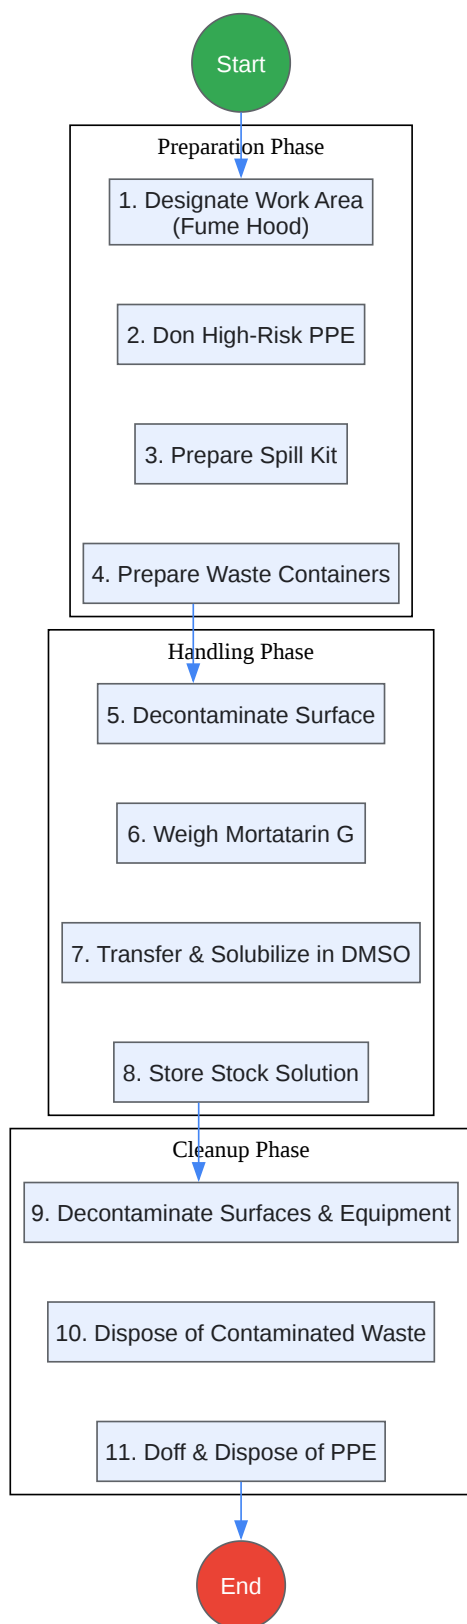 Start
Preparation Phase
1. Designate Work Area
(Fume Hood)
2. Don High-Risk PPE
3. Prepare Spill Kit
4. Prepare Waste Containers
Handling Phase
5. Decontaminate Surface
6. Weigh Mortatarin G
7. Transfer & Solubilize in DMSO
8. Store Stock Solution
Cleanup Phase
9. Decontaminate Surfaces & Equipment
10. Dispose of Contaminated Waste
11. Doff & Dispose of PPE
End